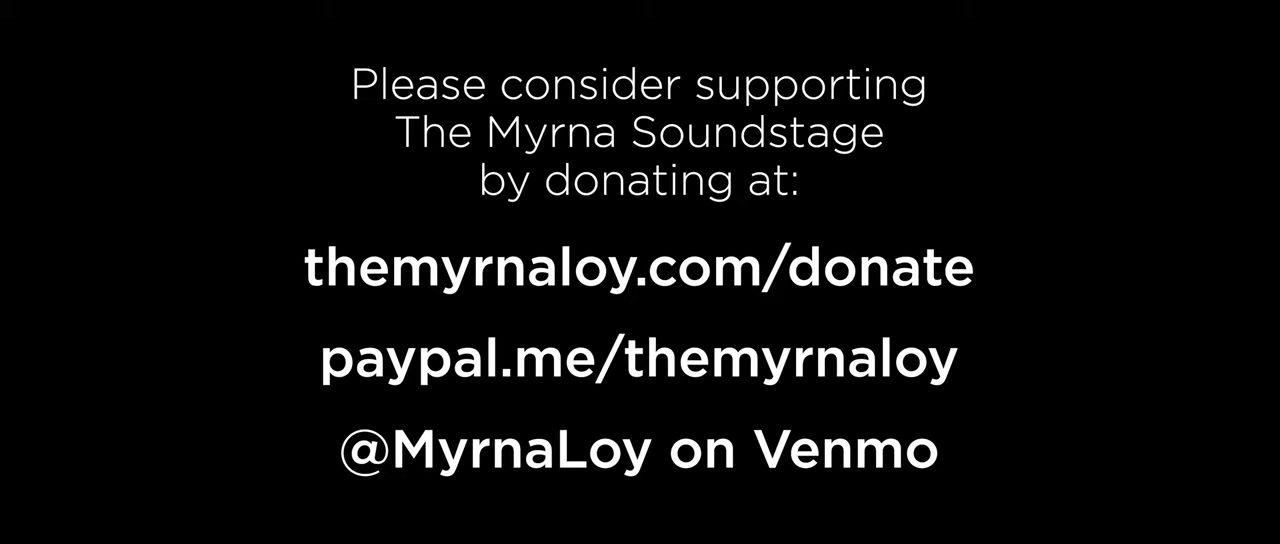 Please consider supporting
The Myrna Soundstage
by donating at:
themyrnaloy.com/donate
paypal.me/themyrnaloy
@MyrnaLoy on Venmo